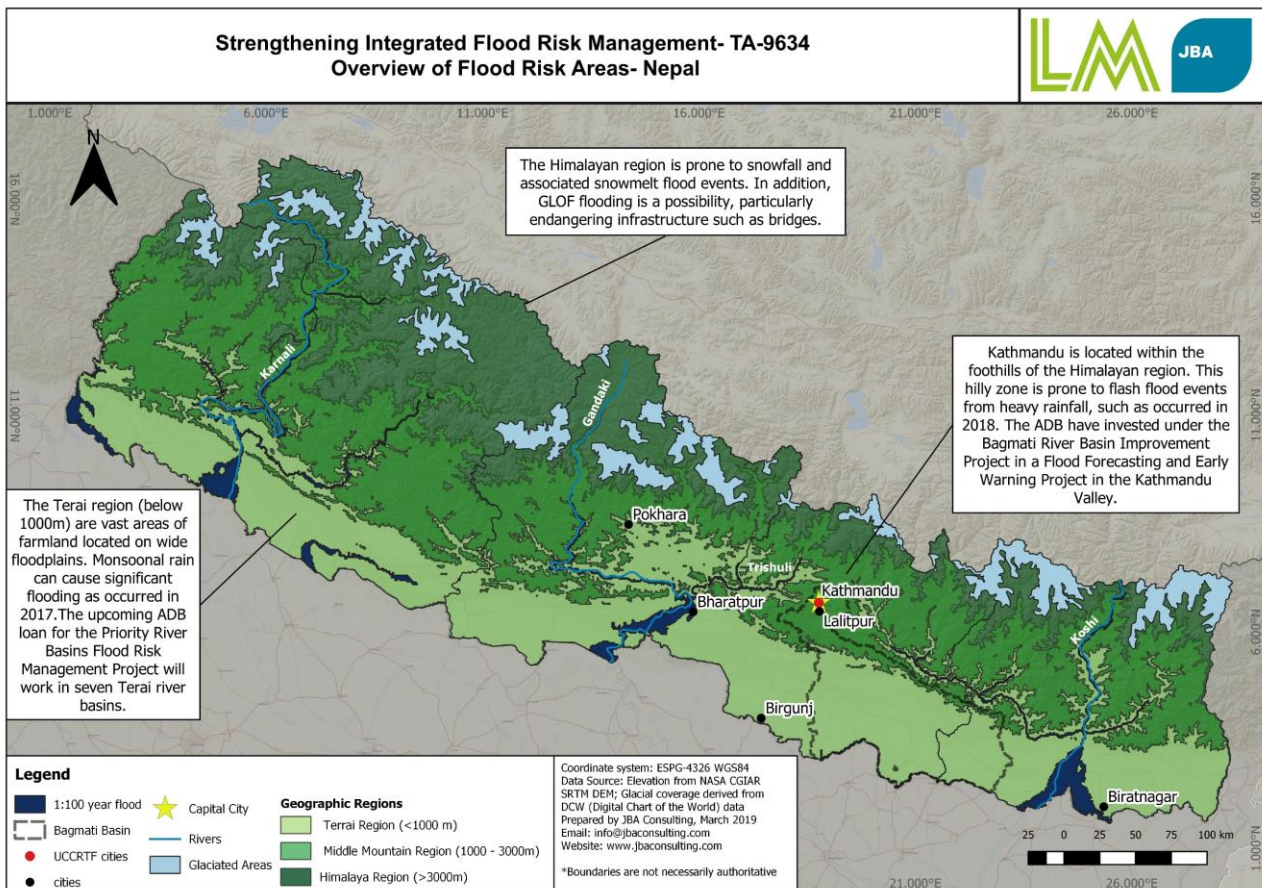 Strengthening Integrated Flood Risk Management- TA-9634
Overview of Flood Risk Areas- Nepal
LM
JBA
1.000°E
6.000°E
11.000°E
16.000°E
21.000°E
26.000°E
N
16.000°N
16.000°N
The Himalayan region is prone to snowfall and
associated snowmelt flood events. In addition,
GLOF flooding is a possibility, particularly
endangering infrastructure such as bridges.
Karnali
Gandaki
Kathmandu is located within the
foothills of the Himalayan region. This
hilly zone is prone to flash flood events
from heavy rainfall, such as occurred in
2018. The ADB have invested under the
Bagmati River Basin Improvement
Project in a Flood Forecasting and Early
Warning Project in the Kathmandu
Valley.
11.000°N
11.000°N
The Terai region (below
1000m) are vast areas of
farmland located on wide
floodplains. Monsoonal rain
can cause significant
flooding as occurred in
2017.The upcoming ADB
loan for the Priority River
Basins Flood Risk
Management Project will
work in seven Terai river
basins.
Pokhara
Trishuli
Kathmandu
Bharatpur
Lalitpur
Koshi
6.000°N
Birgunj
Biratnagar
Legend
1:100 year flood
Bagmati Basin
UCCRTF cities
cities
Capital City
Rivers
Glaciated Areas
Geographic Regions
Terrai Region (<1000 m)
Middle Mountain Region (1000 - 3000m)
Himalaya Region (>3000m)
Coordinate system: ESPG-4326 WGS84
Data Source: Elevation from NASA CGIAR
SRTM DEM; Glacial coverage derived from
DCW (Digital Chart of the World) data
Prepared by JBA Consulting, March 2019
Email: info@jbaconsulting.com
Website: www.jbaconsulting.com
*Boundaries are not necessarily authoritative
25 0 25 50 75 100 km
1.000°N
21.000°E
26.000°E